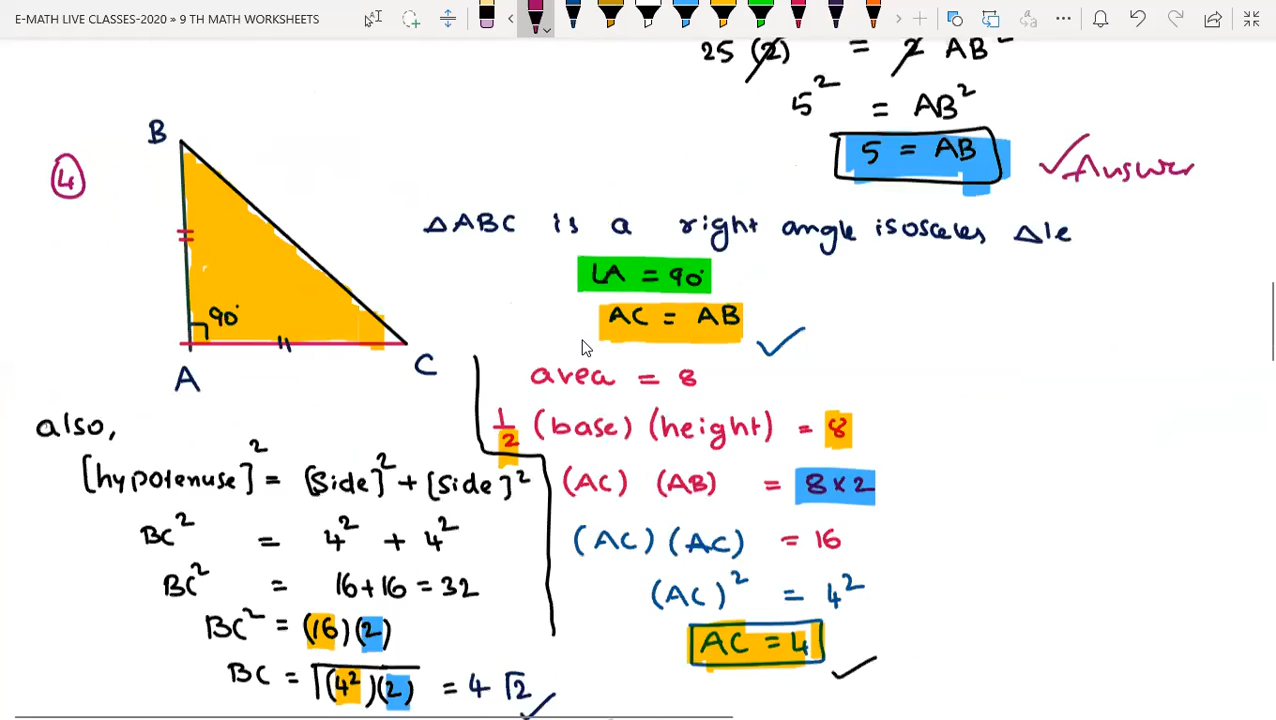 E-MATH LIVE CLASSES-2020 » 9 TH MATH WORKSHEETS
25 (2) = 2 AB²
5² = AB²
5 = AB
Answer
4
B
90°
A
C
△ABC is a right angle isosceles △le
∠A = 90°
AC = AB
area = 8
1/2 (base) (height) = 8
(AC) (AB) = 8 × 2
(AC) (AC) = 16
(AC)² = 4²
AC = 4
also,
[hypotenuse]² = [Side]² + [Side]²
BC² = 4² + 4²
BC² = 16+16 = 32
BC² = (16)(2)
BC = √(4²)(2) = 4√2